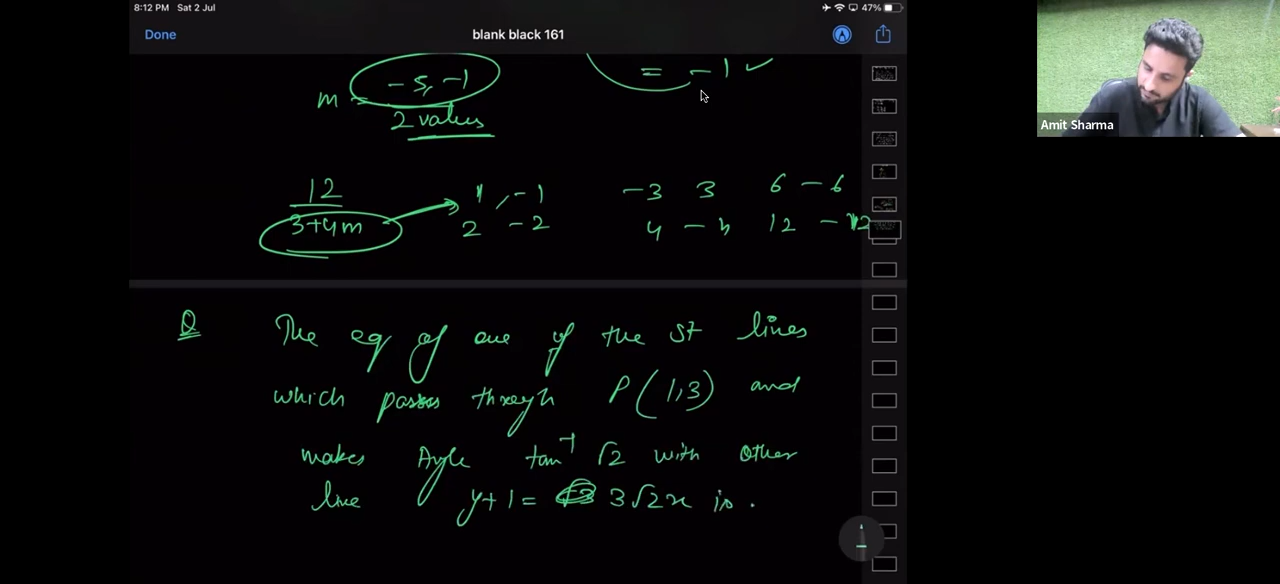 8:12 PM Sat 2 Jul
47%
Done
blank black 161
Amit Sharma
m = -5, -1
2 values
= -1 ✓
12
3+4m
1, -1 -3 3 6 -6
2 -2 4 -4 12 -12
Q The eq of one of the st lines
which passes through P(1,3) and
makes Angle tan⁻¹ √2 with other
line y+1 = 3√2x is .